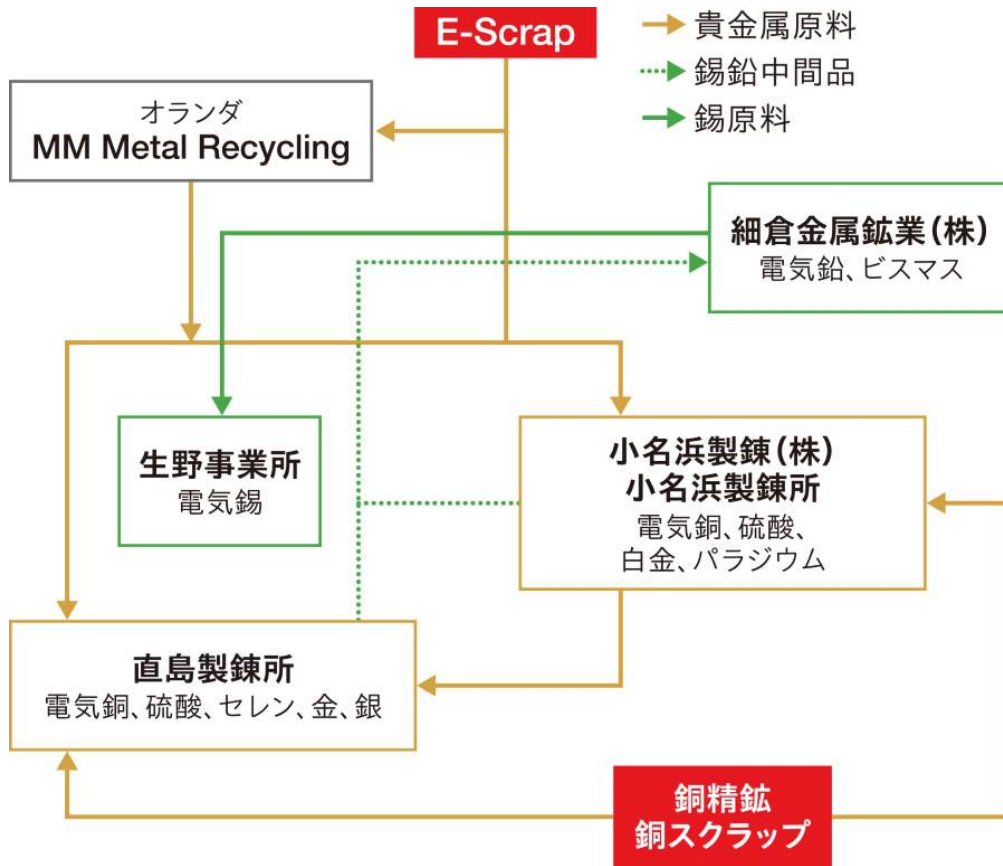 E-Scrap
貴金属原料
錫鉛中間品
錫原料
オランダ
MM Metal Recycling
細倉金属鉱業(株)
電気鉛、ビスマス
生野事業所
電気錫
小名浜製錬(株)
小名浜製錬所
電気銅、硫酸、
白金、パラジウム
直島製錬所
電気銅、硫酸、セレン、金、銀
銅精鉱
銅スクラップ